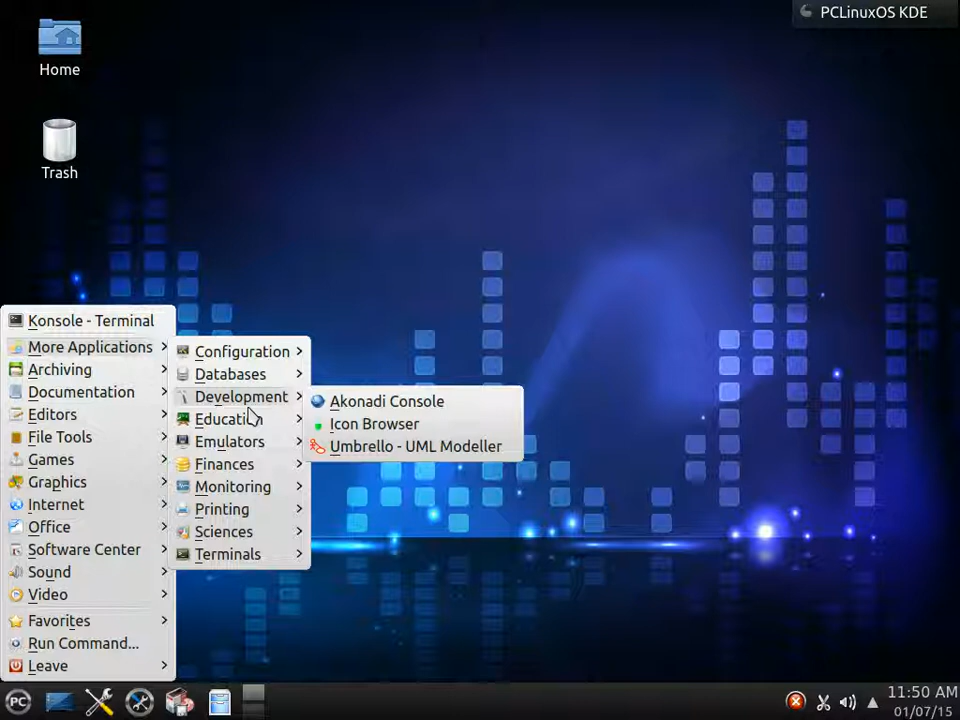 PCLinuxOS KDE
Home
Trash
Konsole - Terminal
More Applications
Archiving
Documentation
Editors
File Tools
Games
Graphics
Internet
Office
Software Center
Sound
Video
Favorites
Run Command...
Leave
Configuration
Databases
Development
Education
Emulators
Finances
Monitoring
Printing
Sciences
Terminals
Akonadi Console
Icon Browser
Umbrello - UML Modeller
PC
11:50 AM
01/07/15